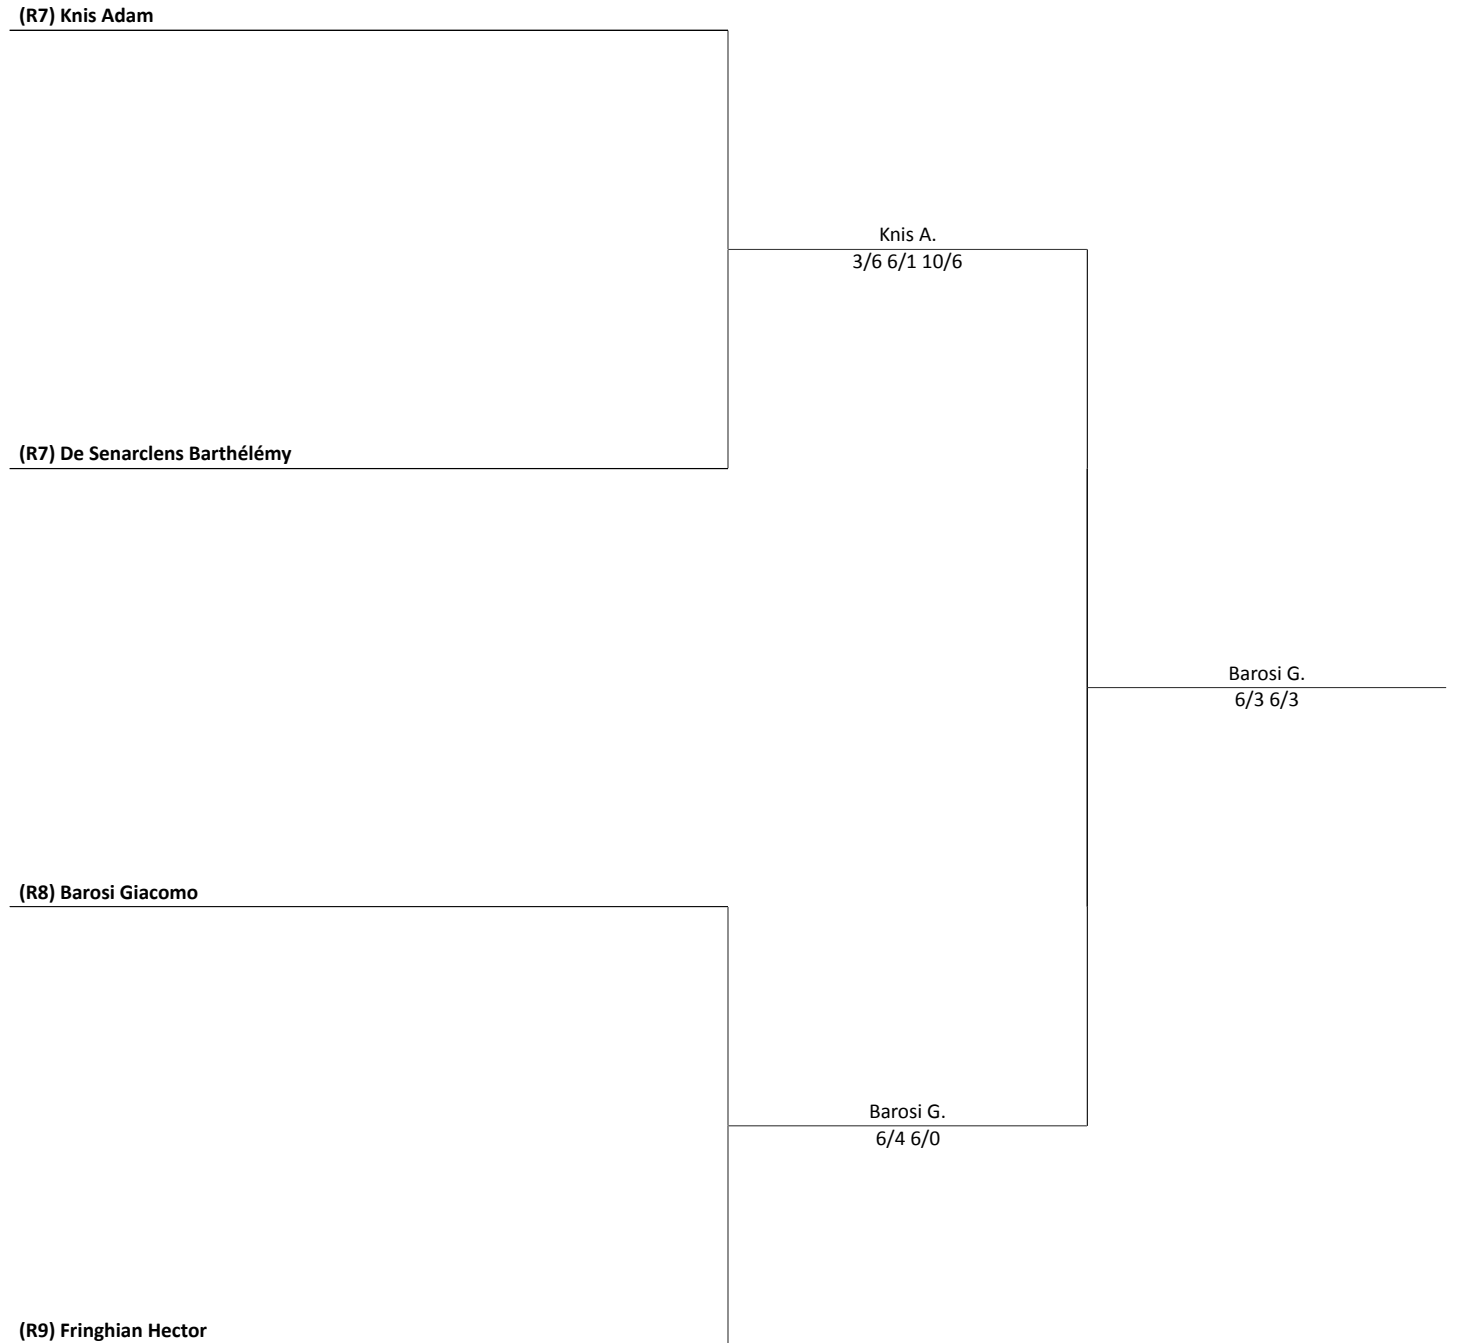 (R7) Knis Adam
Knis A.
3/6 6/1 10/6
(R7) De Senarclens Barthélémy
Barosi G.
6/3 6/3
(R8) Barosi Giacomo
Barosi G.
6/4 6/0
(R9) Fringhian Hector